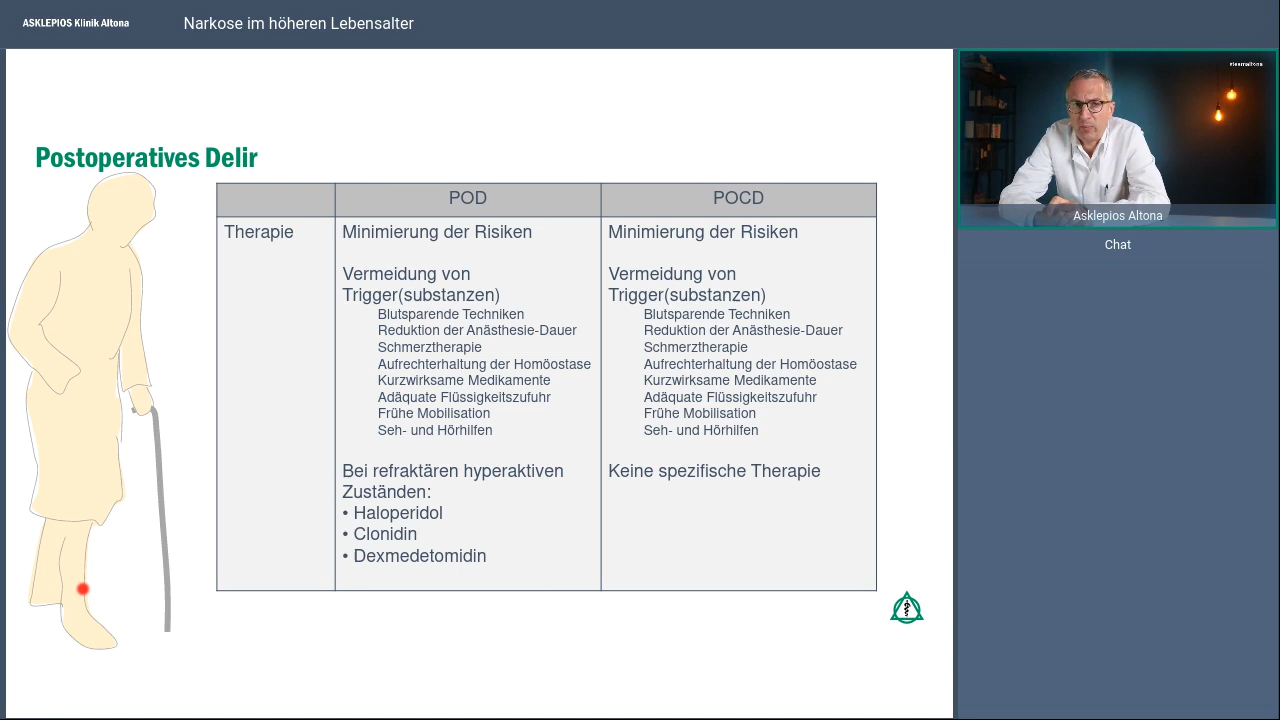 ASKLEPIOS Klinik Altona
Narkose im höheren Lebensalter
#teamaltona
Asklepios Altona
Chat
Postoperatives Delir
POD
POCD
Therapie
Minimierung der Risiken
Vermeidung von
Trigger(substanzen)
Blutsparende Techniken
Reduktion der Anästhesie-Dauer
Schmerztherapie
Aufrechterhaltung der Homöostase
Kurzwirksame Medikamente
Adäquate Flüssigkeitszufuhr
Frühe Mobilisation
Seh- und Hörhilfen
Bei refraktären hyperaktiven
Zuständen:
• Haloperidol
• Clonidin
• Dexmedetomidin
Minimierung der Risiken
Vermeidung von
Trigger(substanzen)
Blutsparende Techniken
Reduktion der Anästhesie-Dauer
Schmerztherapie
Aufrechterhaltung der Homöostase
Kurzwirksame Medikamente
Adäquate Flüssigkeitszufuhr
Frühe Mobilisation
Seh- und Hörhilfen
Keine spezifische Therapie